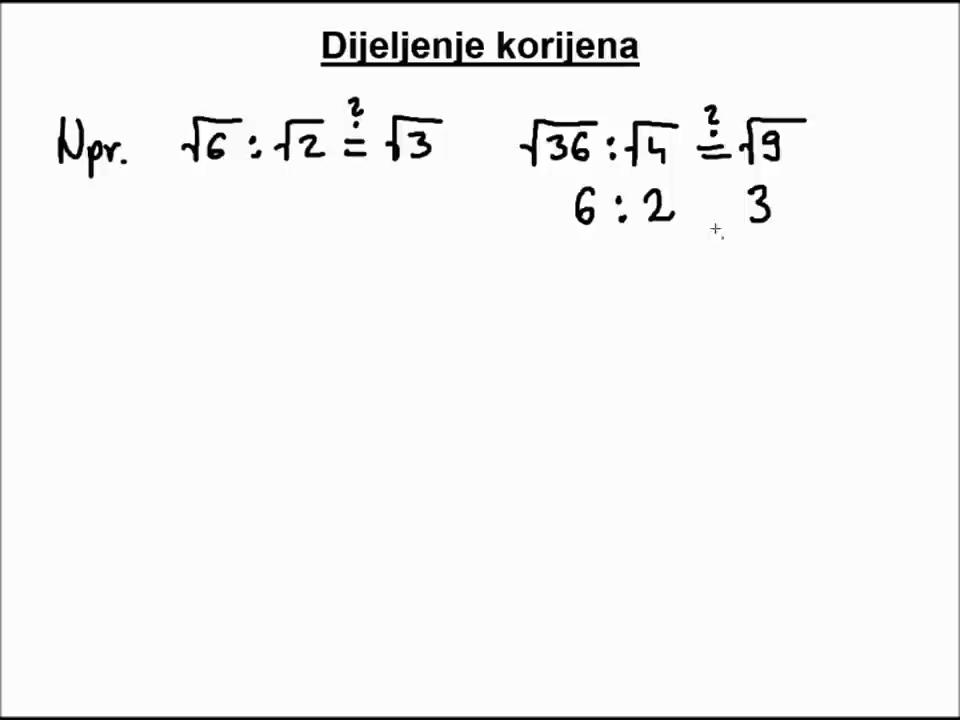 Dijeljenje korijena
Npr. √6 : √2 ≟ √3 √36 : √4 ≟ √9
6 : 2 3